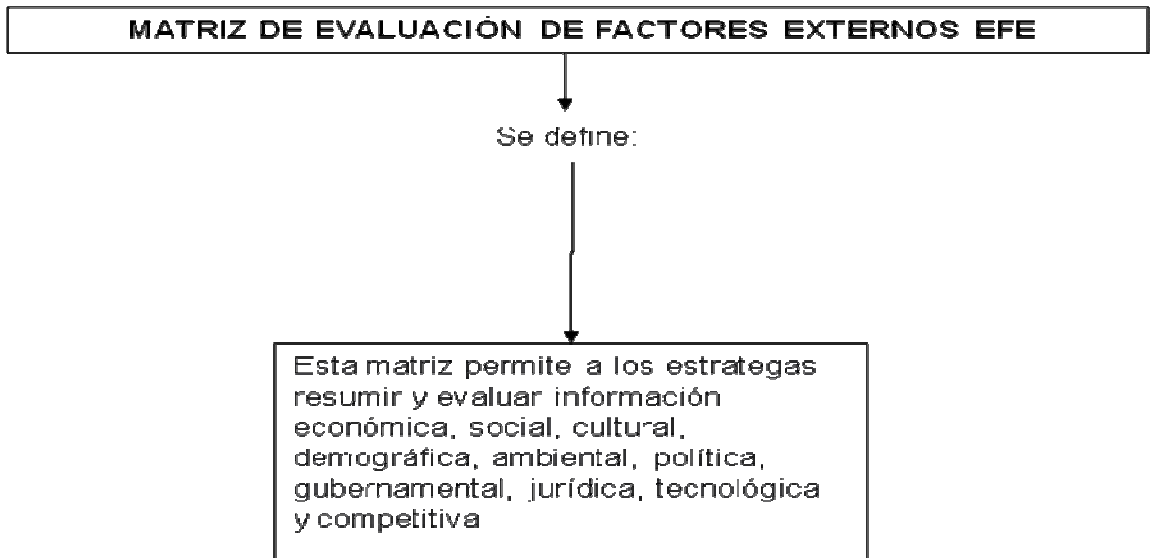 MATRIZ DE EVALUACIÓN DE FACTORES EXTERNOS EFE
Se define:
Esta matriz permite a los estrategas
resumir y evaluar información
económica, social, cultural,
demográfica, ambiental, política,
gubernamental, jurídica, tecnológica
y competitiva